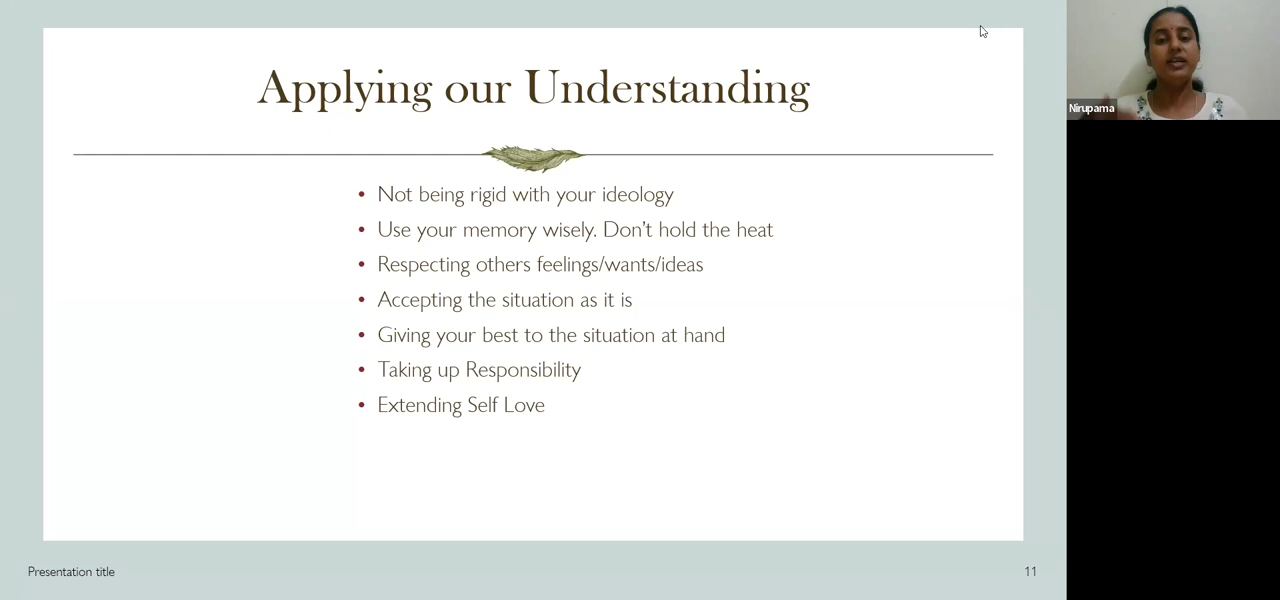 Applying our Understanding
Nirupama
• Not being rigid with your ideology
• Use your memory wisely. Don't hold the heat
• Respecting others feelings/wants/ideas
• Accepting the situation as it is
• Giving your best to the situation at hand
• Taking up Responsibility
• Extending Self Love
Presentation title
11